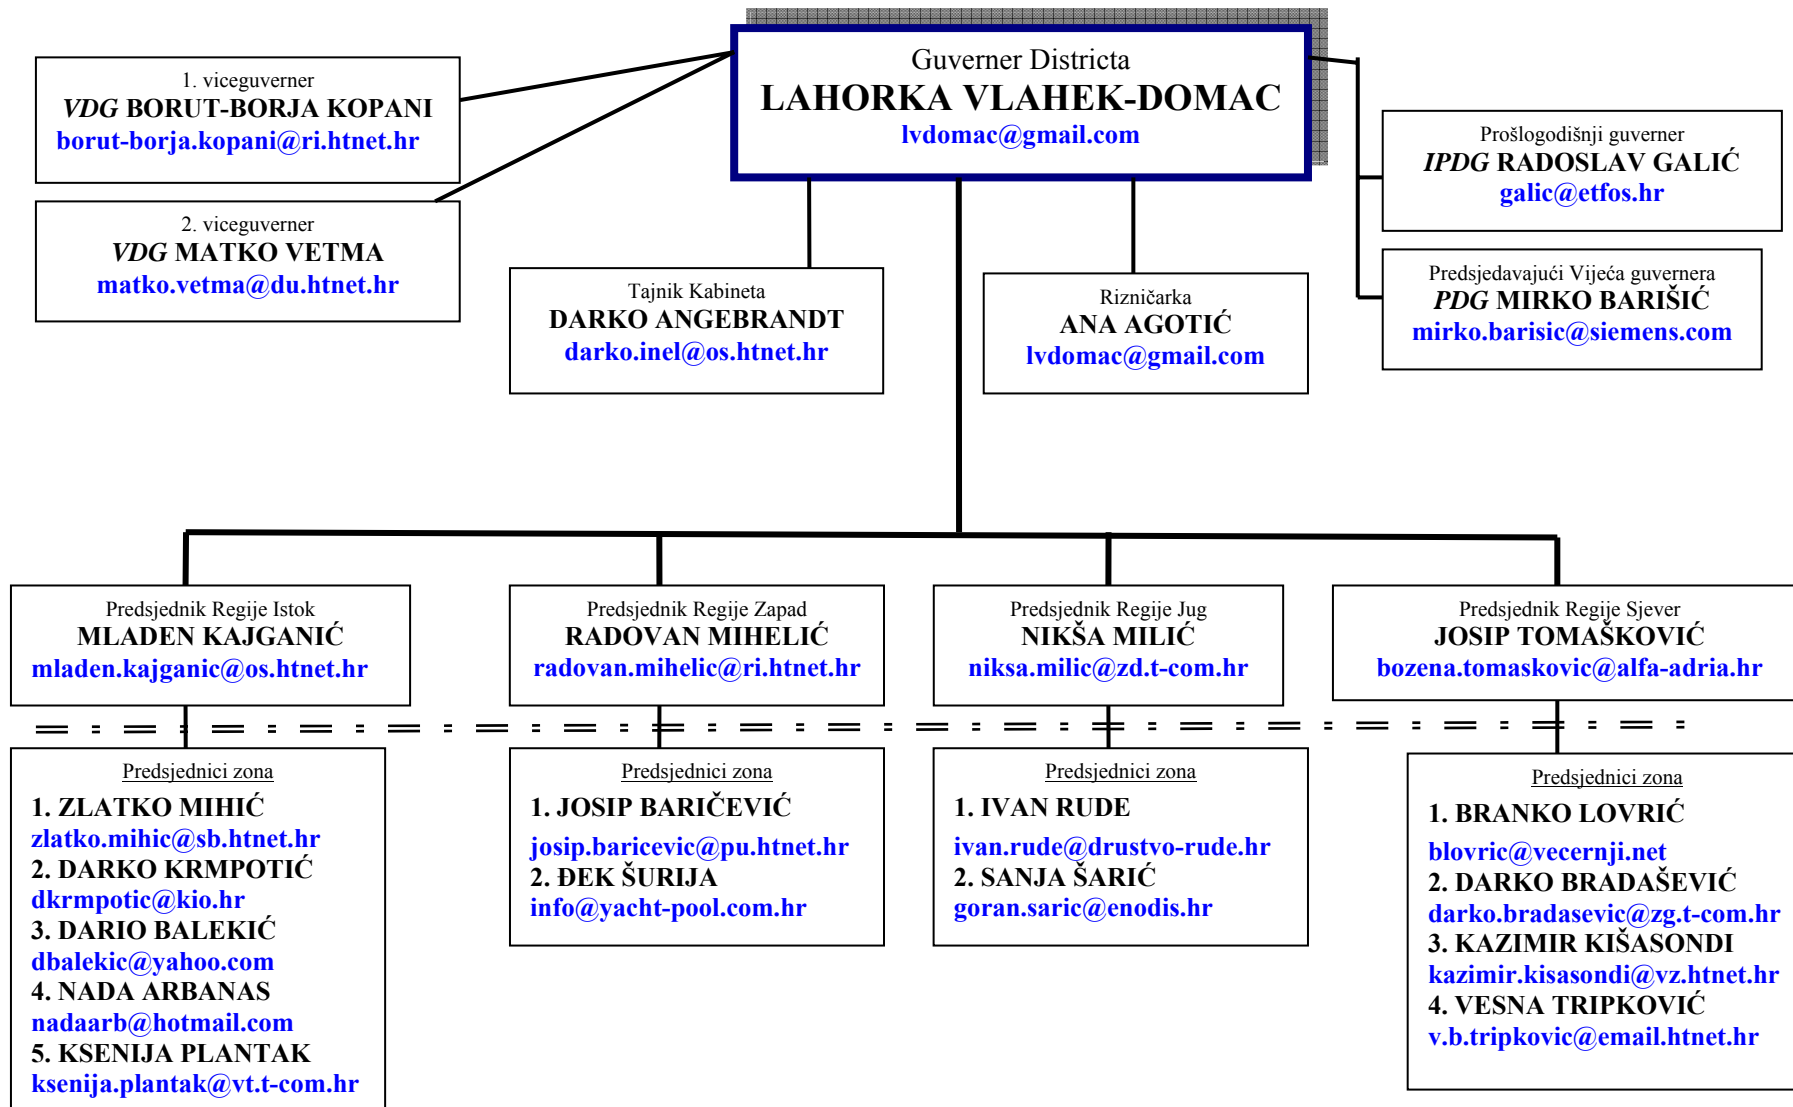 Guverner Districta
LAHORKA VLAHEK-DOMAC
lvdomac@gmail.com
1. viceguverner
VDG BORUT-BORJA KOPANI
borut-borja.kopani@ri.htnet.hr
2. viceguverner
VDG MATKO VETMA
matko.vetma@du.htnet.hr
Prošlogodišnji guverner
IPDG RADOSLAV GALIĆ
galic@etfos.hr
Predsjedavajući Vijeća guvernera
PDG MIRKO BARIŠIĆ
mirko.barisic@siemens.com
Tajnik Kabineta
DARKO ANGEBRANDT
darko.inel@os.htnet.hr
Rizničarka
ANA AGOTIĆ
lvdomac@gmail.com
Predsjednik Regije Istok
MLADEN KAJGANIĆ
mladen.kajganic@os.htnet.hr
Predsjednik Regije Zapad
RADOVAN MIHELIĆ
radovan.mihelic@ri.htnet.hr
Predsjednik Regije Jug
NIKŠA MILIĆ
niksa.milic@zd.t-com.hr
Predsjednik Regije Sjever
JOSIP TOMAŠKOVIĆ
bozena.tomaskovic@alfa-adria.hr
Predsjednici zona
1. ZLATKO MIHIĆ
zlatko.mihic@sb.htnet.hr
2. DARKO KRMPOTIĆ
dkrmpotic@kio.hr
3. DARIO BALEKIĆ
dbalekic@yahoo.com
4. NADA ARBANAS
nadaarb@hotmail.com
5. KSENIJA PLANTAK
ksenija.plantak@vt.t-com.hr
Predsjednici zona
1. JOSIP BARIČEVIĆ
josip.baricevic@pu.htnet.hr
2. ĐEK ŠURIJA
info@yacht-pool.com.hr
Predsjednici zona
1. IVAN RUDE
ivan.rude@drustvo-rude.hr
2. SANJA ŠARIĆ
goran.saric@enodis.hr
Predsjednici zona
1. BRANKO LOVRIĆ
blovric@vecernji.net
2. DARKO BRADAŠEVIĆ
darko.bradasevic@zg.t-com.hr
3. KAZIMIR KIŠASONDI
kazimir.kisasondi@vz.htnet.hr
4. VESNA TRIPKOVIĆ
v.b.tripkovic@email.htnet.hr